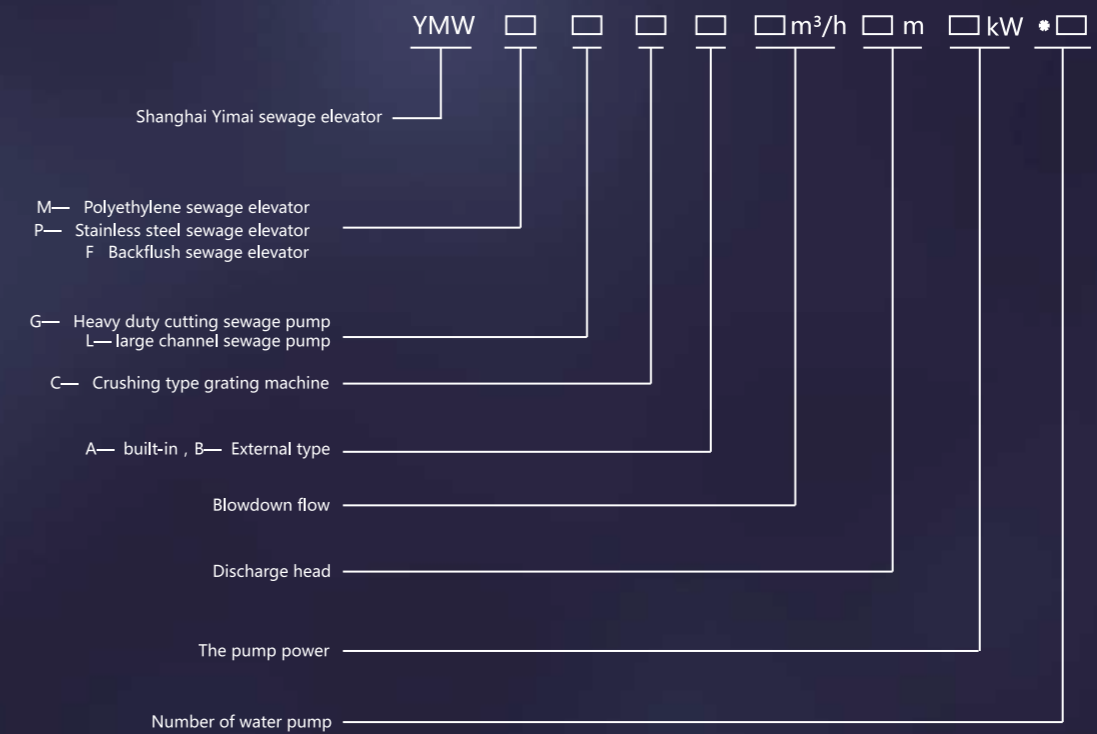 YMW □ □ □ □ □m³/h □ m □kW *□
Shanghai Yimai sewage elevator
M— Polyethylene sewage elevator
P— Stainless steel sewage elevator
F Backflush sewage elevator
G— Heavy duty cutting sewage pump
L—large channel sewage pump
C— Crushing type grating machine
A— built-in , B— External type
Blowdown flow
Discharge head
The pump power
Number of water pump